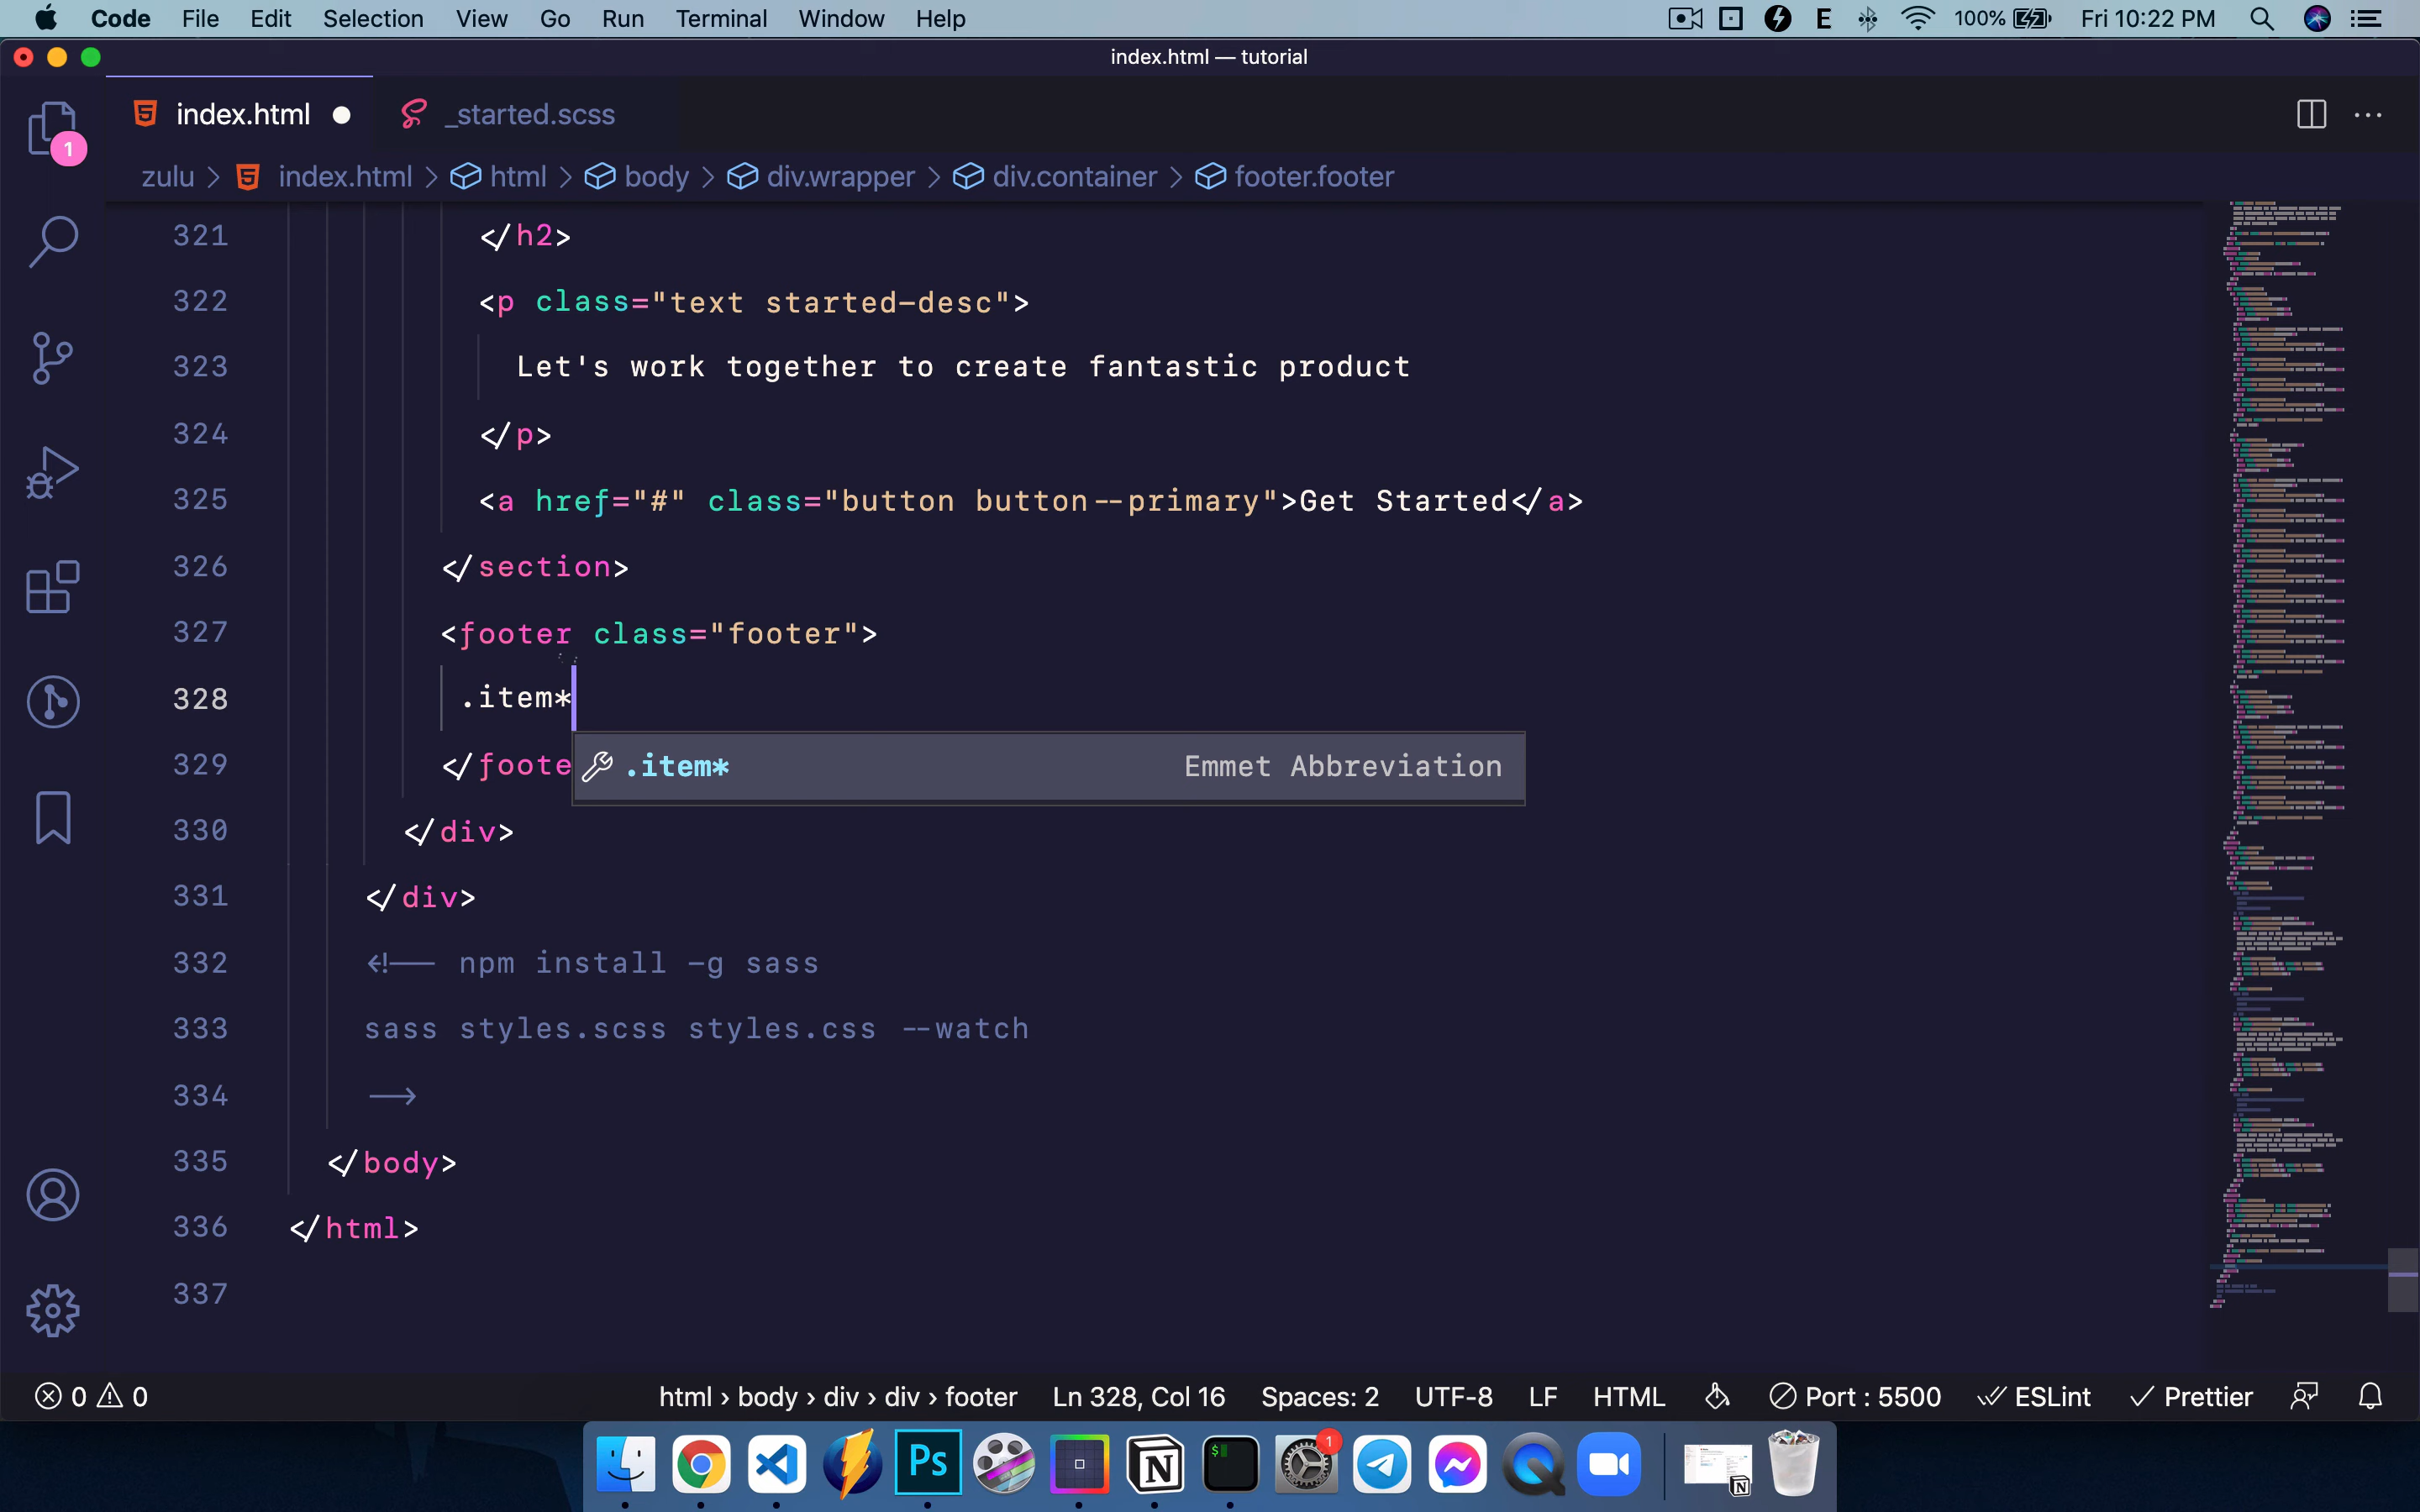 Code File Edit Selection View Go Run Terminal Window Help E 100% Fri 10:22 PM
index.html — tutorial
index.html _started.scss
1
zulu > index.html > html > body > div.wrapper > div.container > footer.footer
321 </h2>
322 <p class="text started-desc">
323 Let's work together to create fantastic product
324 </p>
325 <a href="#" class="button button--primary">Get Started</a>
326 </section>
327 <footer class="footer">
328 .item*
.item* Emmet Abbreviation
329 </foote
330 </div>
331 </div>
332 <!-- npm install -g sass
333 sass styles.scss styles.css --watch
334 -->
335 </body>
336 </html>
337
0 0 html › body › div › div › footer Ln 328, Col 16 Spaces: 2 UTF-8 LF HTML Port : 5500 ESLint Prettier
Ps N $ 1